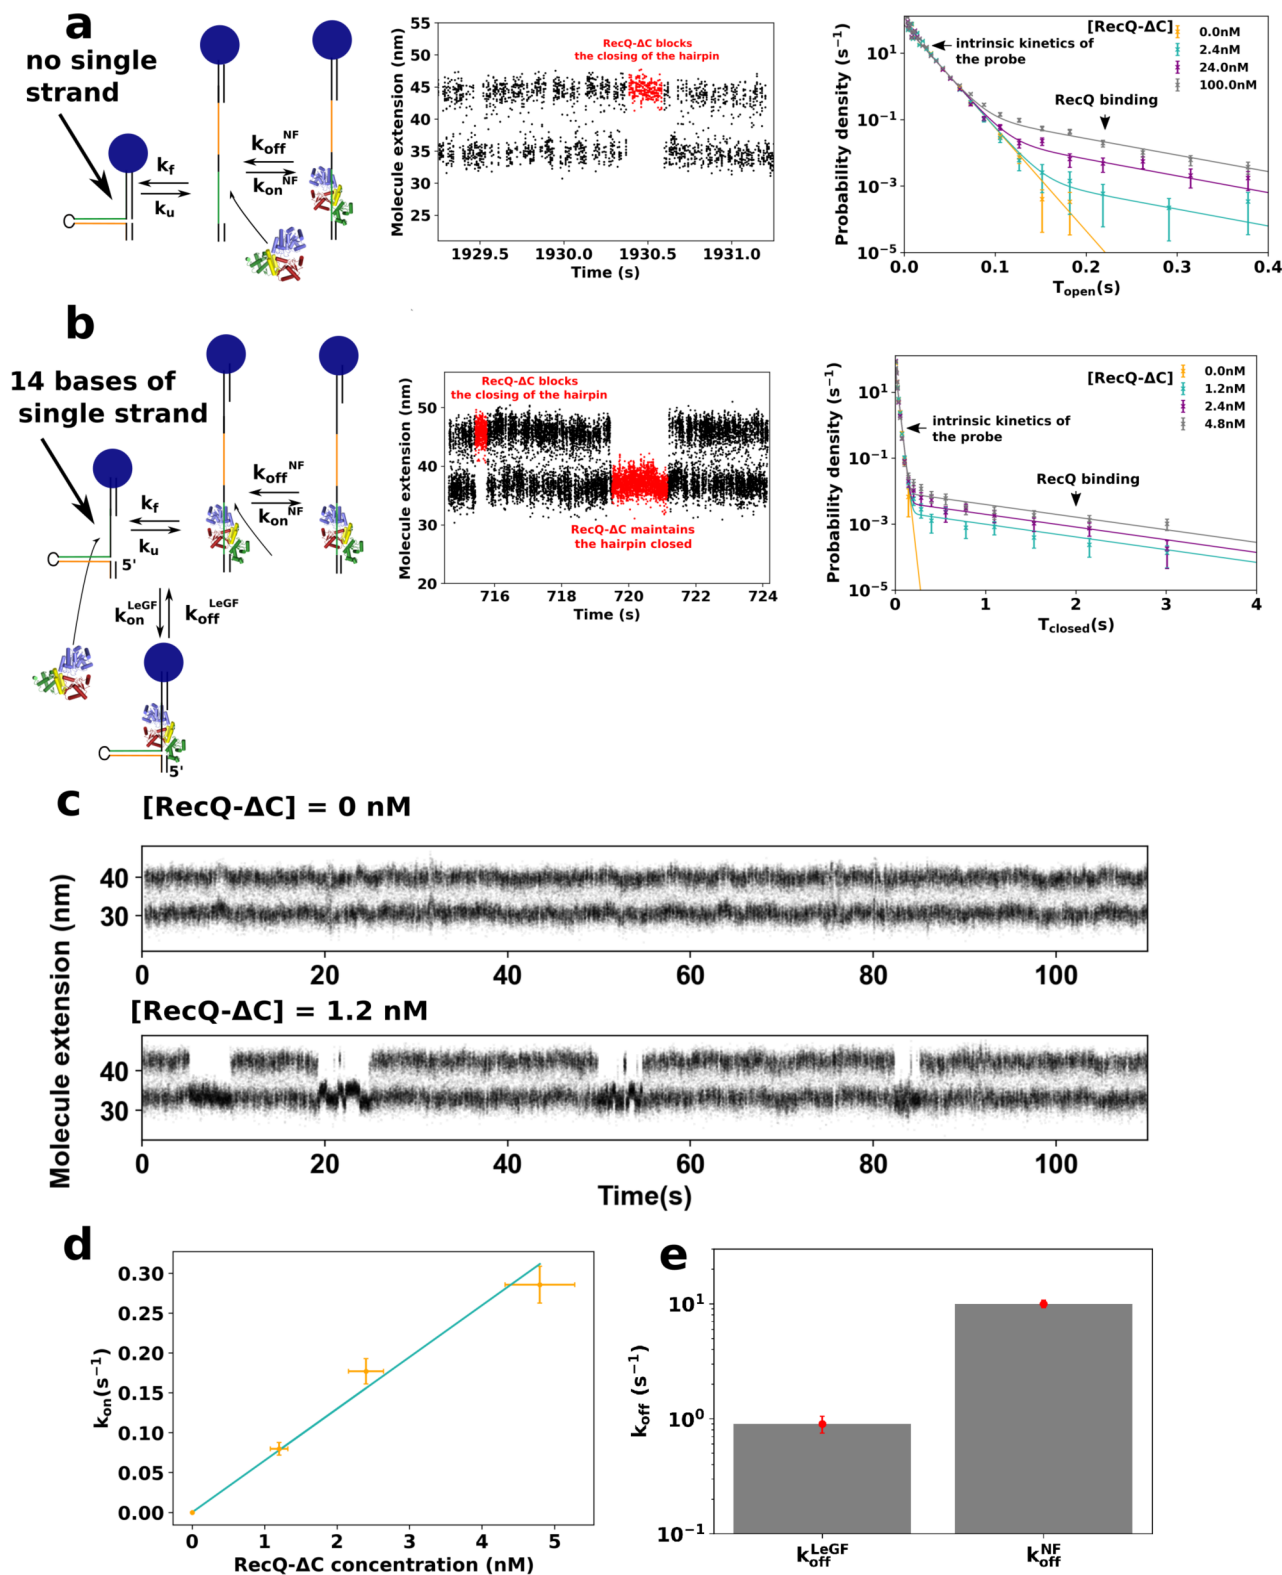 a
no single
strand
k_f
k_u
k_off^NF
k_on^NF
Molecule extension (nm)
55
50
45
40
35
30
25
RecQ-ΔC blocks
the closing of the hairpin
1929.5 1930.0 1930.5 1931.0
Time (s)
Probability density (s⁻¹)
10¹
10⁻¹
10⁻³
10⁻⁵
[RecQ-ΔC]
0.0nM
2.4nM
24.0nM
100.0nM
intrinsic kinetics of
the probe
RecQ binding
0.0 0.1 0.2 0.3 0.4
T_open(s)
b
14 bases of
single strand
k_f
k_u
5'
k_off^NF
k_on^NF
k_on^LeGF
k_off^LeGF
5'
Molecule extension (nm)
50
40
30
20
RecQ-ΔC blocks
the closing of the hairpin
RecQ-ΔC maintains
the hairpin closed
716 718 720 722 724
Time (s)
Probability density (s⁻¹)
10¹
10⁻¹
10⁻³
10⁻⁵
[RecQ-ΔC]
0.0nM
1.2nM
2.4nM
4.8nM
intrinsic kinetics of
the probe
RecQ binding
0 1 2 3 4
T_closed(s)
c
[RecQ-ΔC] = 0 nM
Molecule extension (nm)
40
30
0 20 40 60 80 100
[RecQ-ΔC] = 1.2 nM
40
30
0 20 40 60 80 100
Time(s)
d
k_on(s⁻¹)
0.30
0.25
0.20
0.15
0.10
0.05
0.00
0 1 2 3 4 5
RecQ-ΔC concentration (nM)
e
k_off (s⁻¹)
10¹
10⁰
10⁻¹
k_off^LeGF
k_off^NF